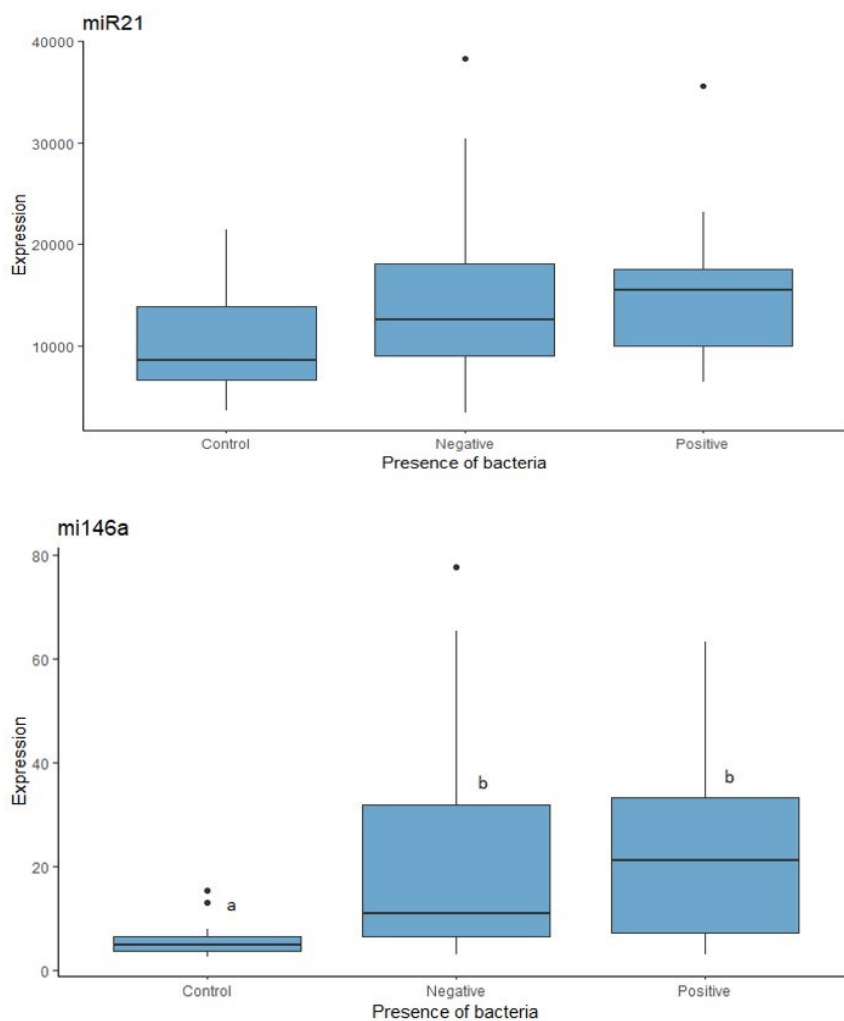 miR21
40000
30000
20000
10000
Expression
Control Negative Positive
Presence of bacteria
mi146a
80
60
40
20
0
Expression
a
b
b
Control Negative Positive
Presence of bacteria